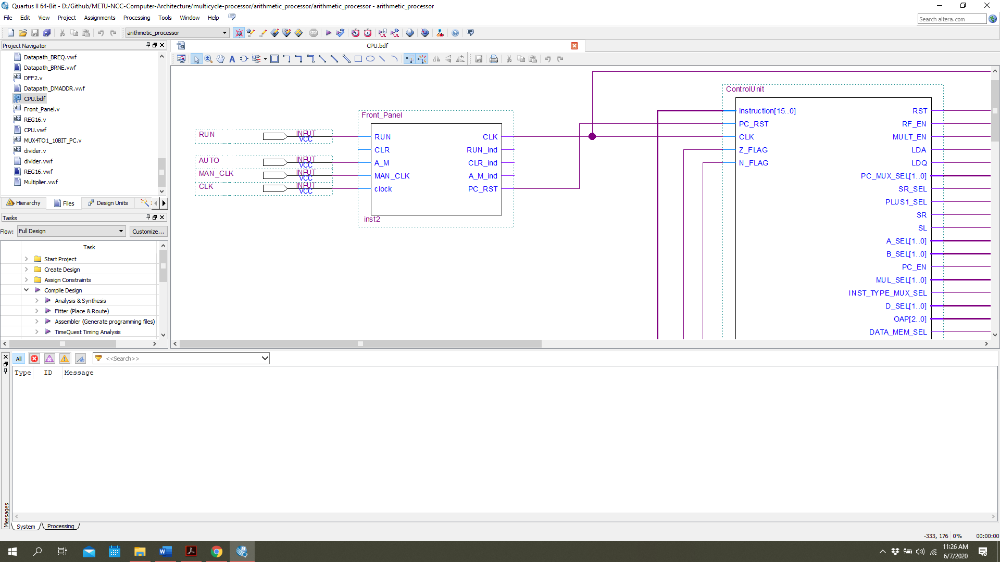 Quartus II 64-Bit - D:/Github/METU-NCC-Computer-Architecture/multicycle-processor/arithmetic_processor/arithmetic_processor - arithmetic_processor
File Edit View Project Assignments Processing Tools Window Help
Search altera.com
arithmetic_processor
Project Navigator
Datapath_BREQ.vwf
Datapath_BRNE.vwf
DFF2.v
Datapath_DMADDR.vwf
CPU.bdf
Front_Panel.v
REG16.v
CPU.vwf
MUX4TO1_10BIT_PC.v
divider.v
divider.vwf
REG16.vwf
Multiplier.vwf
Hierarchy Files Design Units
Tasks
Flow: Full Design Customize...
Task
Start Project
Create Design
Assign Constraints
Compile Design
Analysis & Synthesis
Fitter (Place & Route)
Assembler (Generate programming files)
TimeQuest Timing Analysis
CPU.bdf
RUN INPUT
VCC
AUTO INPUT
VCC
MAN_CLK INPUT
VCC
CLK INPUT
VCC
Front_Panel
RUN CLK
CLR RUN_ind
A_M CLR_ind
MAN_CLK A_M_ind
clock PC_RST
inst2
ControlUnit
instruction[15..0] RST
PC_RST RF_EN
CLK MULT_EN
Z_FLAG LDA
N_FLAG LDQ
PC_MUX_SEL[1..0]
SR_SEL
PLUS1_SEL
SR
SL
A_SEL[1..0]
B_SEL[1..0]
PC_EN
MUL_SEL[1..0]
INST_TYPE_MUX_SEL
D_SEL[1..0]
OAP[2..0]
DATA_MEM_SEL
All <<Search>>
Type ID Message
Messages
System Processing
-333, 176 0% 00:00:00
11:26 AM
6/7/2020